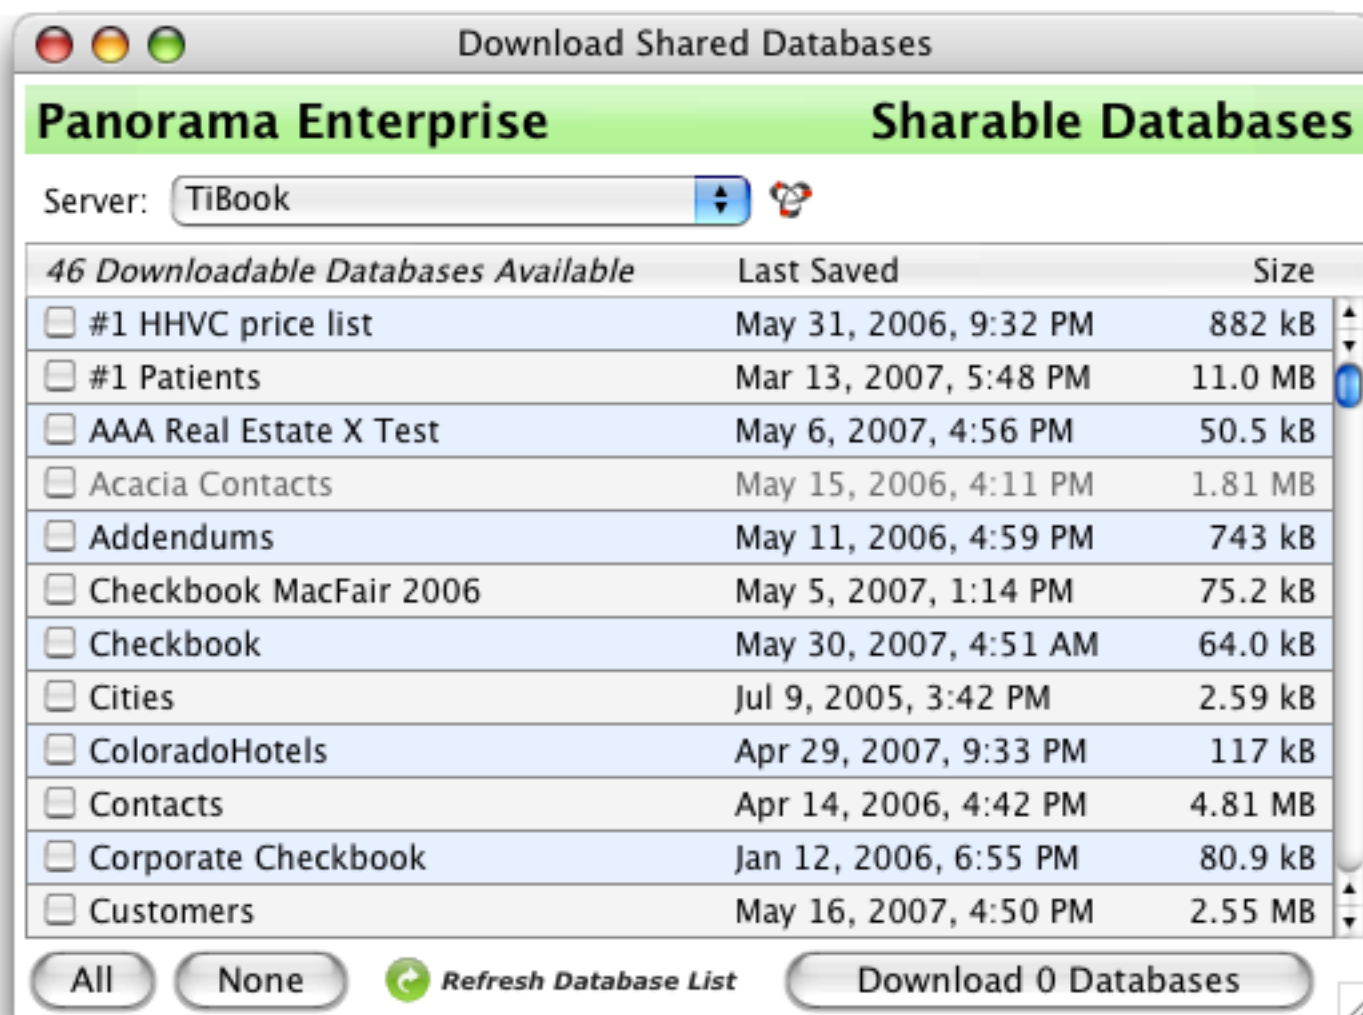 Download Shared Databases
Panorama Enterprise Sharable Databases
Server: TiBook
46 Downloadable Databases Available Last Saved Size
#1 HHVC price list May 31, 2006, 9:32 PM 882 kB
#1 Patients Mar 13, 2007, 5:48 PM 11.0 MB
AAA Real Estate X Test May 6, 2007, 4:56 PM 50.5 kB
Acacia Contacts May 15, 2006, 4:11 PM 1.81 MB
Addendums May 11, 2006, 4:59 PM 743 kB
Checkbook MacFair 2006 May 5, 2007, 1:14 PM 75.2 kB
Checkbook May 30, 2007, 4:51 AM 64.0 kB
Cities Jul 9, 2005, 3:42 PM 2.59 kB
ColoradoHotels Apr 29, 2007, 9:33 PM 117 kB
Contacts Apr 14, 2006, 4:42 PM 4.81 MB
Corporate Checkbook Jan 12, 2006, 6:55 PM 80.9 kB
Customers May 16, 2007, 4:50 PM 2.55 MB
All None Refresh Database List Download 0 Databases